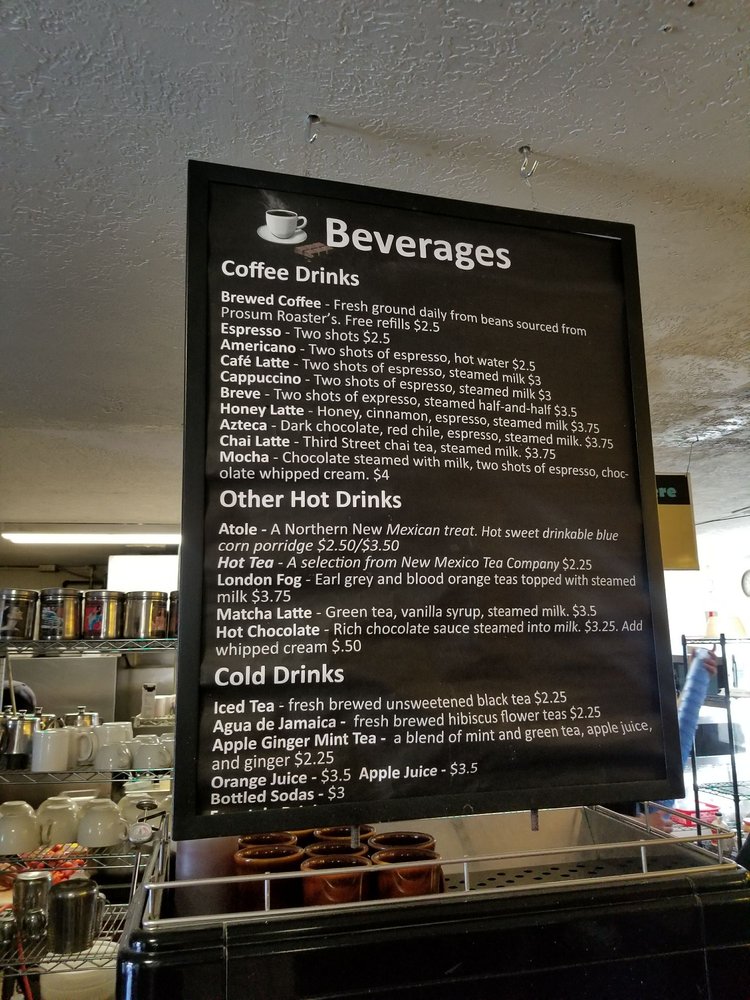 Beverages
Coffee Drinks
Brewed Coffee - Fresh ground daily from beans sourced from
Prosum Roaster's. Free refills $2.5
Espresso - Two shots $2.5
Americano - Two shots of espresso, hot water $2.5
Café Latte - Two shots of espresso, steamed milk $3
Cappuccino - Two shots of espresso, steamed milk $3
Breve - Two shots of expresso, steamed half-and-half $3.5
Honey Latte - Honey, cinnamon, espresso, steamed milk $3.75
Azteca - Dark chocolate, red chile, espresso, steamed milk. $3.75
Chai Latte - Third Street chai tea, steamed milk. $3.75
Mocha - Chocolate steamed with milk, two shots of espresso, choc-
olate whipped cream. $4
Other Hot Drinks
Atole - A Northern New Mexican treat. Hot sweet drinkable blue
corn porridge $2.50/$3.50
Hot Tea - A selection from New Mexico Tea Company $2.25
London Fog - Earl grey and blood orange teas topped with steamed
milk $3.75
Matcha Latte - Green tea, vanilla syrup, steamed milk. $3.5
Hot Chocolate - Rich chocolate sauce steamed into milk. $3.25. Add
whipped cream $.50
Cold Drinks
Iced Tea - fresh brewed unsweetened black tea $2.25
Agua de Jamaica - fresh brewed hibiscus flower teas $2.25
Apple Ginger Mint Tea - a blend of mint and green tea, apple juice,
and ginger $2.25
Orange Juice - $3.5 Apple Juice - $3.5
Bottled Sodas - $3